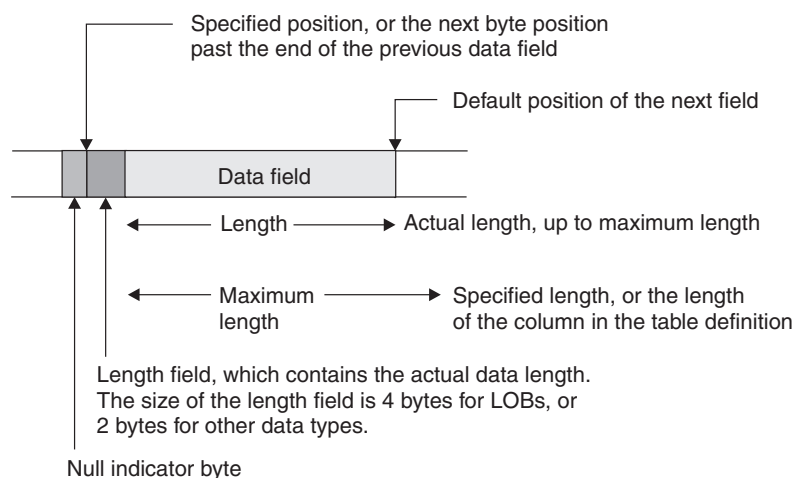 Specified position, or the next byte position
past the end of the previous data field
Default position of the next field
Data field
Length
Actual length, up to maximum length
Maximum
length
Specified length, or the length
of the column in the table definition
Length field, which contains the actual data length.
The size of the length field is 4 bytes for LOBs, or
2 bytes for other data types.
Null indicator byte